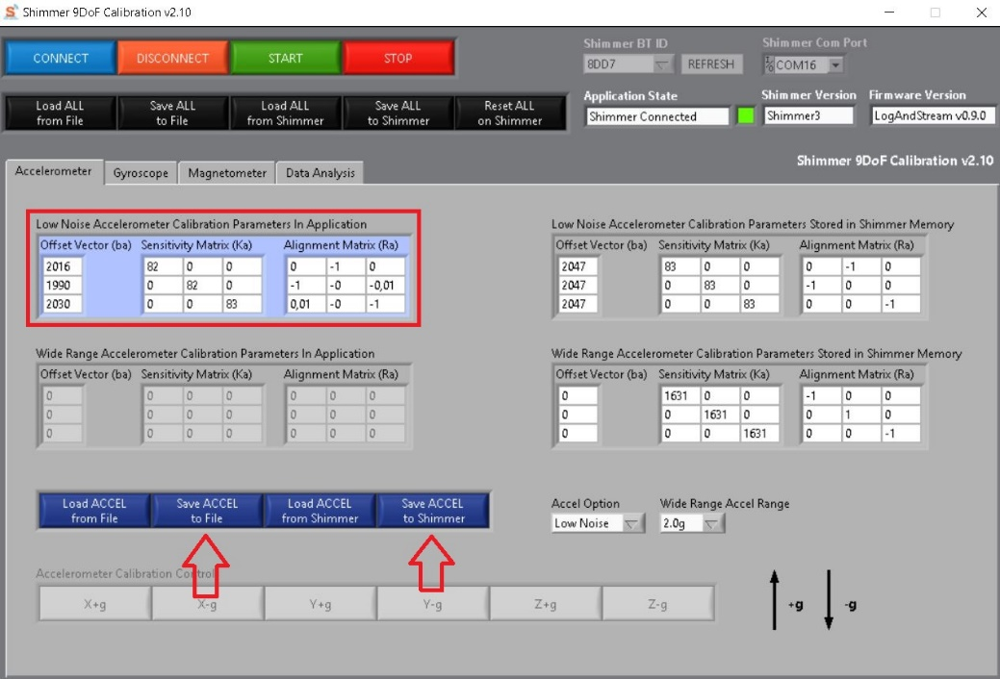 Shimmer 9DoF Calibration v2.10
CONNECT DISCONNECT START STOP
Shimmer BT ID
8DD7
REFRESH
Shimmer Com Port
COM16
Load ALL from File
Save ALL to File
Load ALL from Shimmer
Save ALL to Shimmer
Reset ALL on Shimmer
Application State
Shimmer Connected
Shimmer Version
Shimmer3
Firmware Version
LogAndStream v0.9.0
Shimmer 9DoF Calibration v2.10
Accelerometer Gyroscope Magnetometer Data Analysis
Low Noise Accelerometer Calibration Parameters In Application
Offset Vector (ba) Sensitivity Matrix (Ka) Alignment Matrix (Ra)
2016 82 0 0 0 -1 0
1990 0 82 0 -1 -0 -0,01
2030 0 0 83 0,01 -0 -1
Low Noise Accelerometer Calibration Parameters Stored in Shimmer Memory
Offset Vector (ba) Sensitivity Matrix (Ka) Alignment Matrix (Ra)
2047 83 0 0 0 -1 0
2047 0 83 0 -1 0 0
2047 0 0 83 0 0 -1
Wide Range Accelerometer Calibration Parameters In Application
Offset Vector (ba) Sensitivity Matrix (Ka) Alignment Matrix (Ra)
0 0 0 0 0 0 0
0 0 0 0 0 0 0
0 0 0 0 0 0 0
Wide Range Accelerometer Calibration Parameters Stored in Shimmer Memory
Offset Vector (ba) Sensitivity Matrix (Ka) Alignment Matrix (Ra)
0 1631 0 0 -1 0 0
0 0 1631 0 0 1 0
0 0 0 1631 0 0 -1
Load ACCEL from File
Save ACCEL to File
Load ACCEL from Shimmer
Save ACCEL to Shimmer
Accel Option
Low Noise
Wide Range Accel Range
2.0g
Accelerometer Calibration Control
X+g X-g Y+g Y-g Z+g Z-g
+g -g